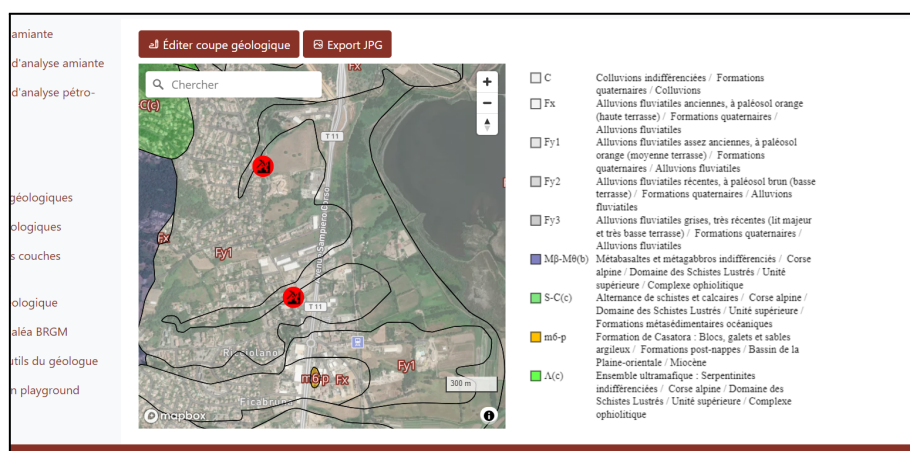 amiante
d'analyse amiante
d'analyse pétro-
géologiques
ologiques
s couches
ologique
aléa BRGM
utils du géologue
n playground
Éditer coupe géologique
Export JPG
Chercher
Fx
-C(c)
T 11
Avenue Sampiero Corso
Fx
Fy1
T 11
Ricciolano
Fy1
m6-p
Fx
Ficabruna
300 m
mapbox
C Colluvions indifférenciées / Formations
quaternaires / Colluvions
Fx Alluvions fluviatiles anciennes, à paléosol orange
(haute terrasse) / Formations quaternaires /
Alluvions fluviatiles
Fy1 Alluvions fluviatiles assez anciennes, à paléosol
orange (moyenne terrasse) / Formations
quaternaires / Alluvions fluviatiles
Fy2 Alluvions fluviatiles récentes, à paléosol brun (basse
terrasse) / Formations quaternaires / Alluvions
fluviatiles
Fy3 Alluvions fluviatiles grises, très récentes (lit majeur
et très basse terrasse) / Formations quaternaires /
Alluvions fluviatiles
Mβ-Mθ(b) Métabasaltes et métagabbros indifférenciés / Corse
alpine / Domaine des Schistes Lustrés / Unité
supérieure / Complexe ophiolitique
S-C(c) Alternance de schistes et calcaires / Corse alpine /
Domaine des Schistes Lustrés / Unité supérieure /
Formations métasédimentaires océaniques
m6-p Formation de Casatora : Blocs, galets et sables
argileux / Formations post-nappes / Bassin de la
Plaine-orientale / Miocène
Λ(c) Ensemble ultramafique : Serpentinites
indifférenciées / Corse alpine / Domaine des
Schistes Lustrés / Unité supérieure / Complexe
ophiolitique